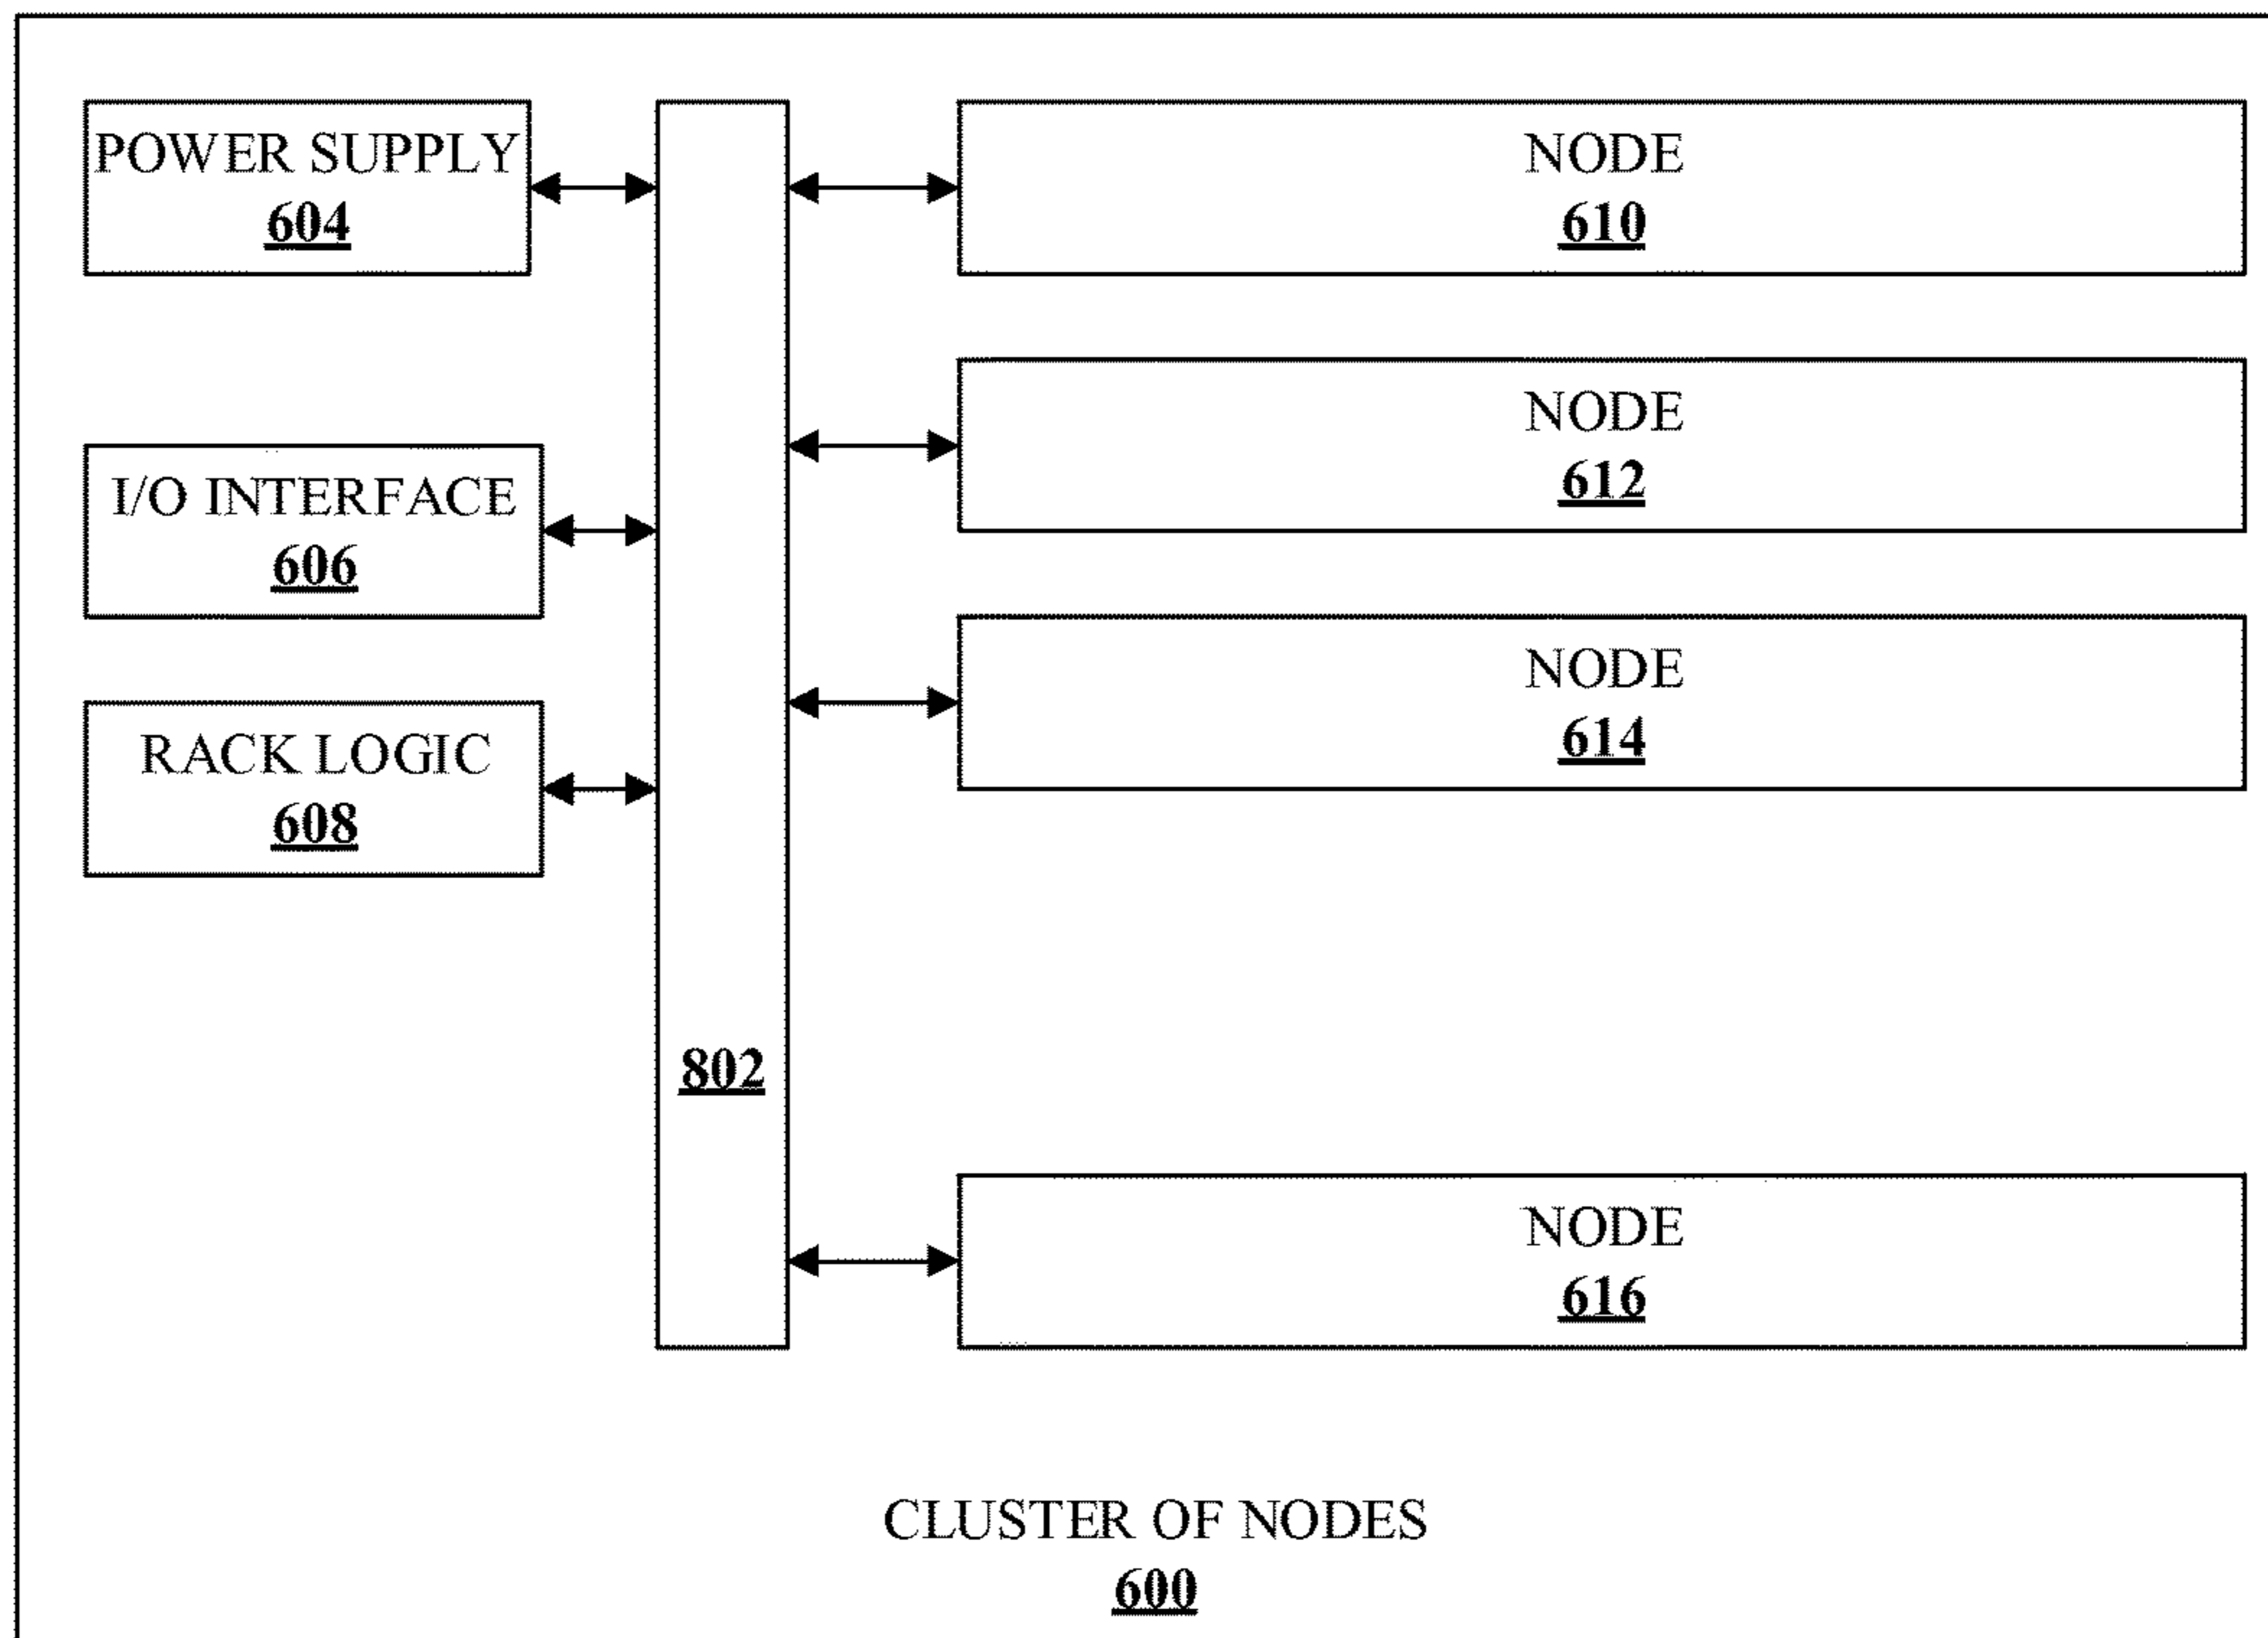 POWER SUPPLY
604
I/O INTERFACE
606
RACK LOGIC
608
802
NODE
610
NODE
612
NODE
614
NODE
616
CLUSTER OF NODES
600